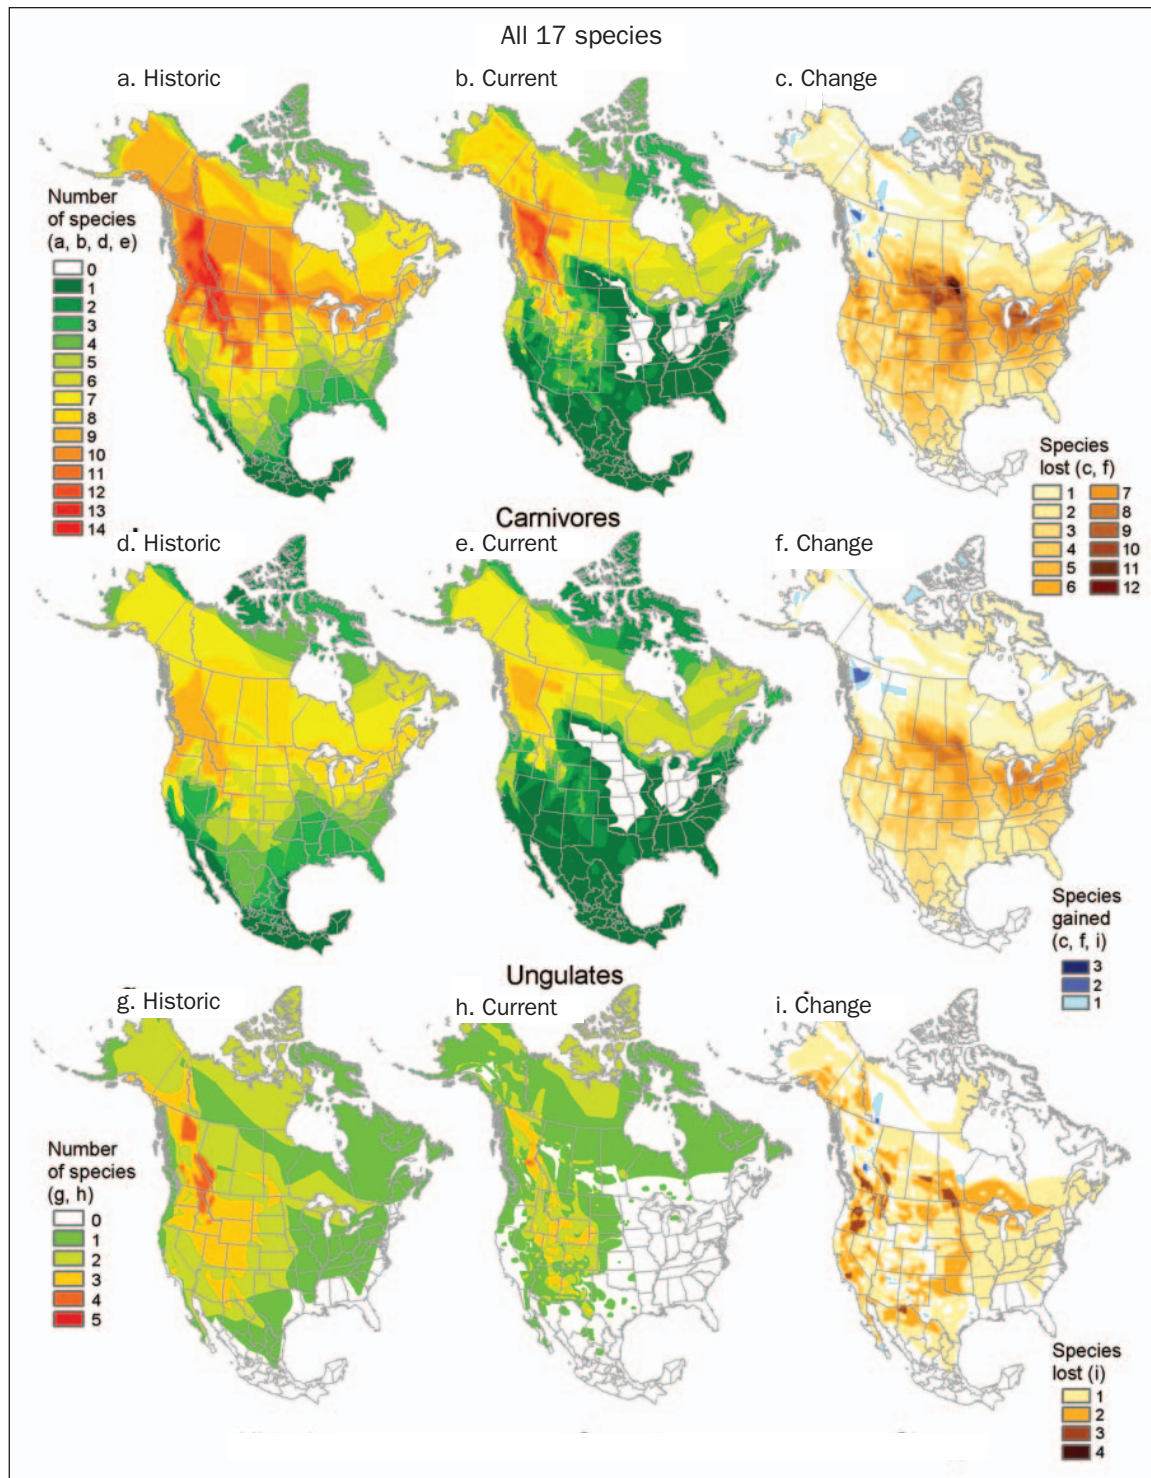 All 17 species
a. Historic
b. Current
c. Change
Number
of species
(a, b, d, e)
0
1
2
3
4
5
6
7
8
9
10
11
12
13
14
Species
lost (c, f)
1 7
2 8
3 9
4 10
5 11
6 12
Carnivores
d. Historic
e. Current
f. Change
Species
gained
(c, f, i)
3
2
1
Ungulates
g. Historic
h. Current
i. Change
Number
of species
(g, h)
0
1
2
3
4
5
Species
lost (i)
1
2
3
4